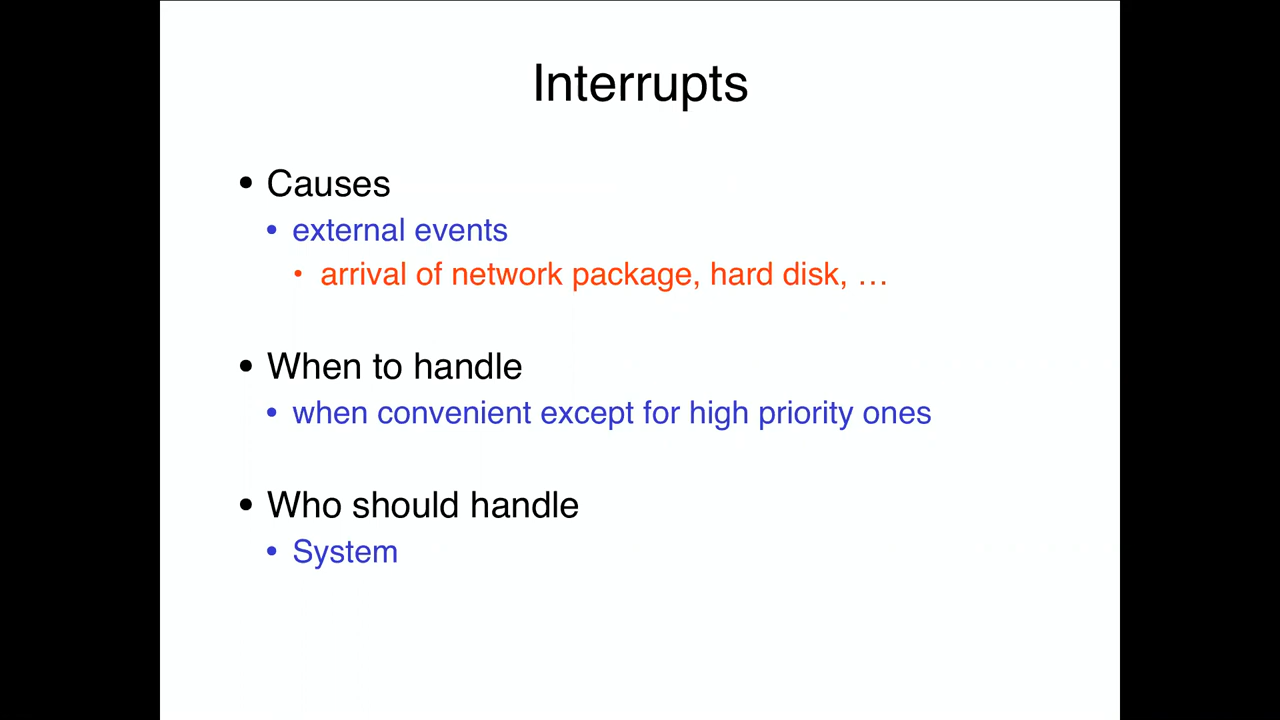 Interrupts
• Causes
• external events
• arrival of network package, hard disk, …
• When to handle
• when convenient except for high priority ones
• Who should handle
• System